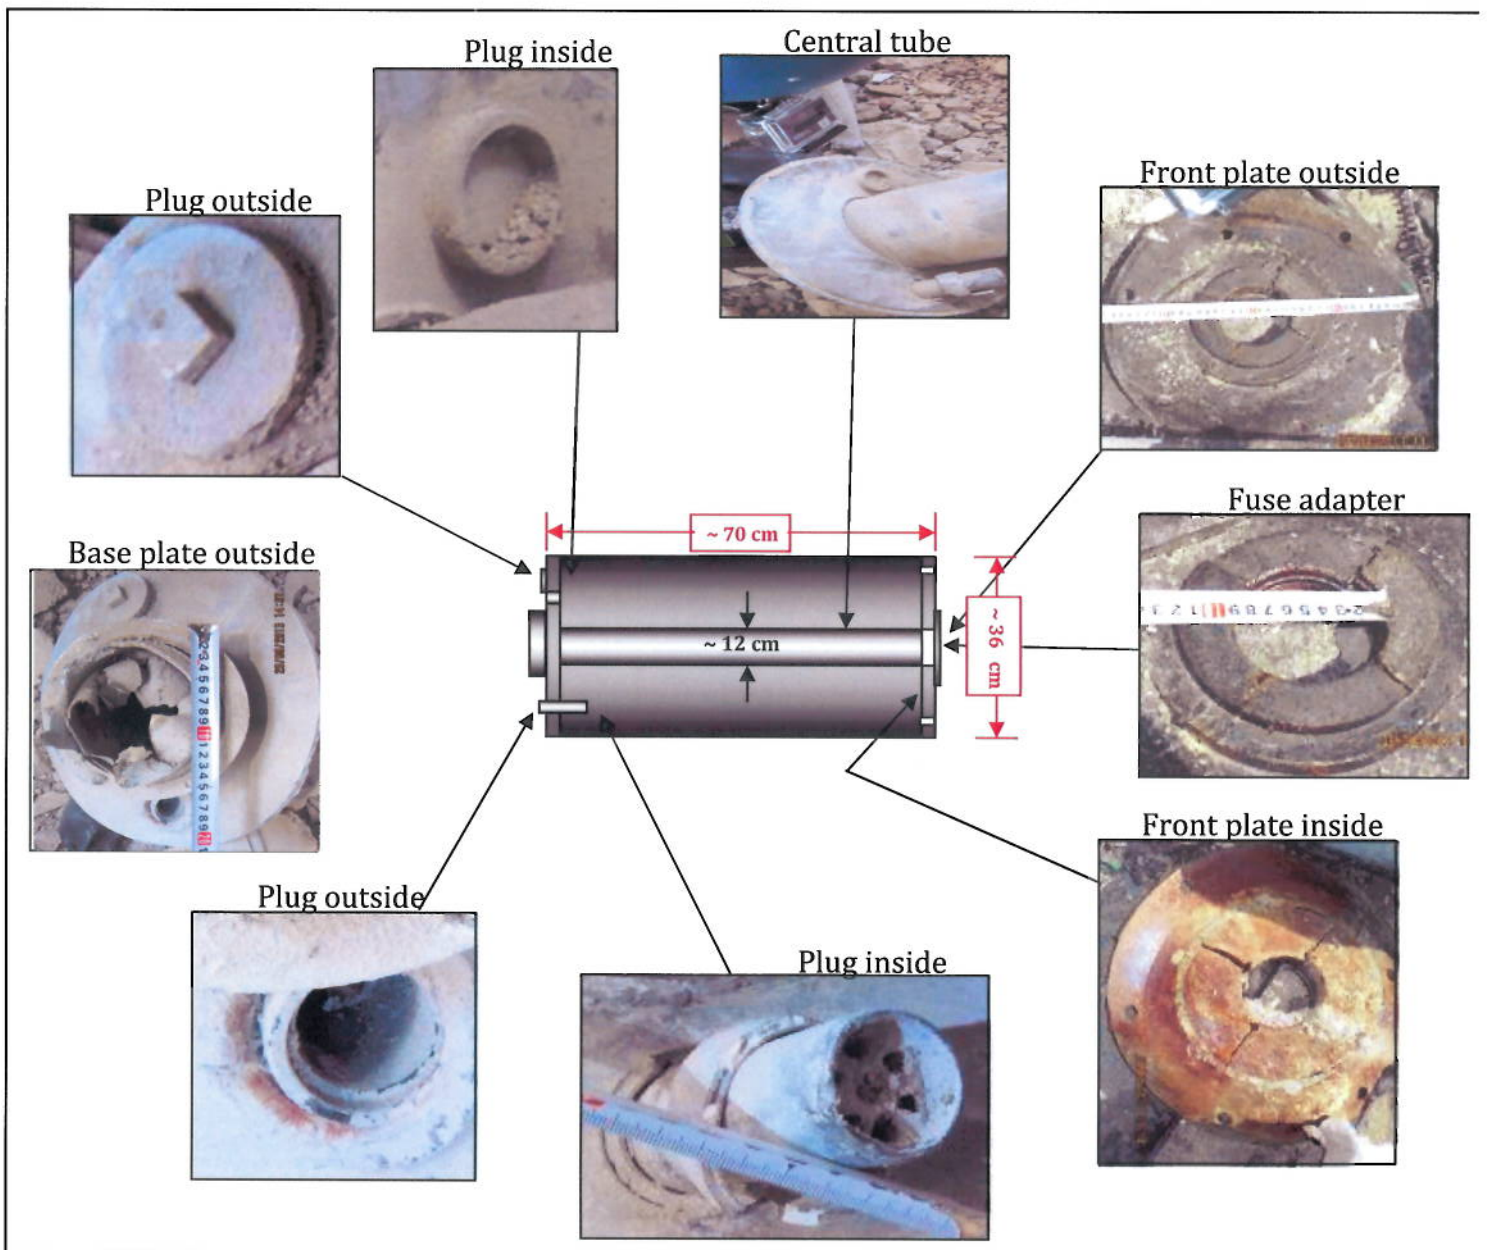 Plug inside
Central tube
Front plate outside
Plug outside
~ 70 cm
Fuse adapter
Base plate outside
~ 12 cm
~36 cm
Front plate inside
Plug outside
Plug inside